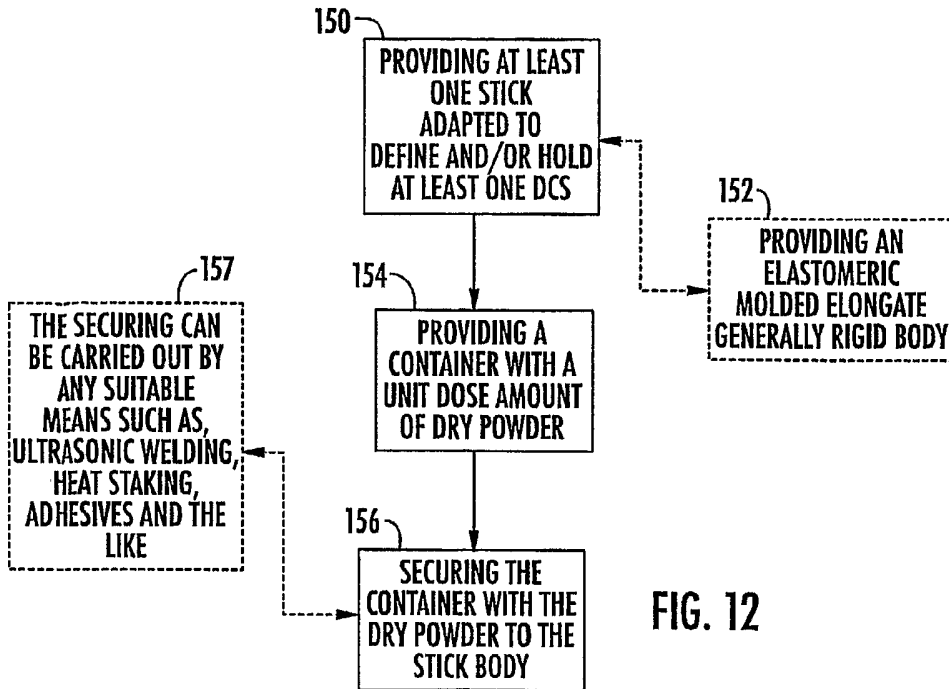 150
PROVIDING AT LEAST
ONE STICK
ADAPTED TO
DEFINE AND/OR HOLD
AT LEAST ONE DCS
152
PROVIDING AN
ELASTOMERIC
MOLDED ELONGATE
GENERALLY RIGID BODY
154
PROVIDING A
CONTAINER WITH A
UNIT DOSE AMOUNT
OF DRY POWDER
157
THE SECURING CAN
BE CARRIED OUT BY
ANY SUITABLE
MEANS SUCH AS,
ULTRASONIC WELDING,
HEAT STAKING,
ADHESIVES AND THE
LIKE
156
SECURING THE
CONTAINER WITH THE
DRY POWDER TO THE
STICK BODY
FIG. 12